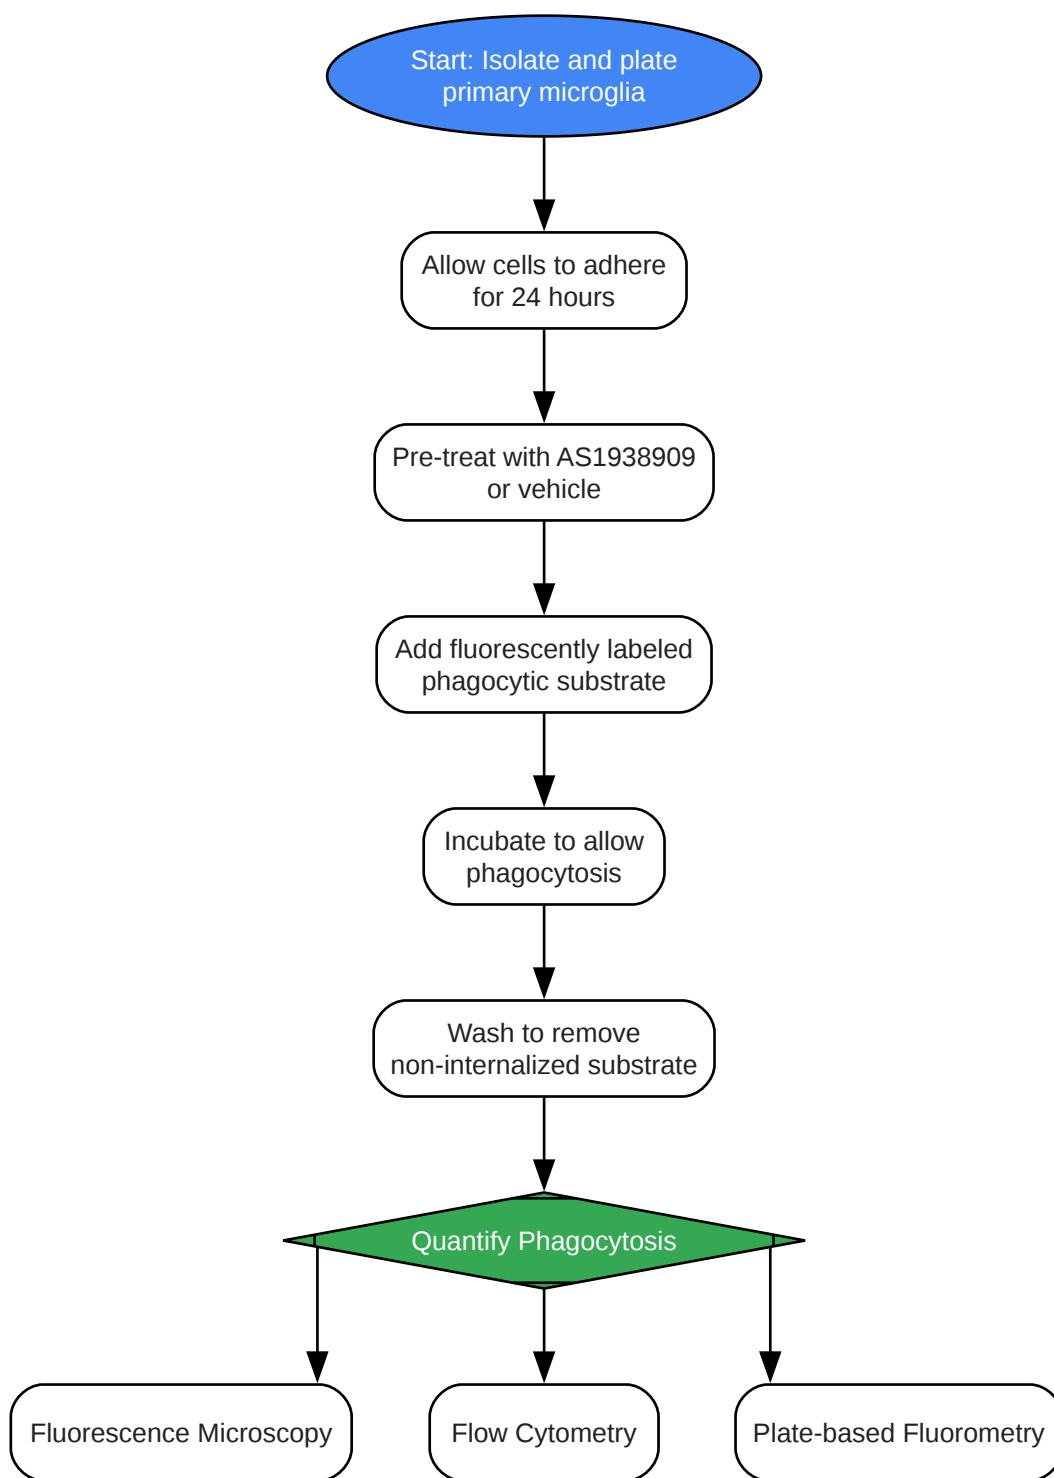 Start: Isolate and plate
primary microglia
Allow cells to adhere
for 24 hours
Pre-treat with AS1938909
or vehicle
Add fluorescently labeled
phagocytic substrate
Incubate to allow
phagocytosis
Wash to remove
non-internalized substrate
Quantify Phagocytosis
Fluorescence Microscopy
Flow Cytometry
Plate-based Fluorometry